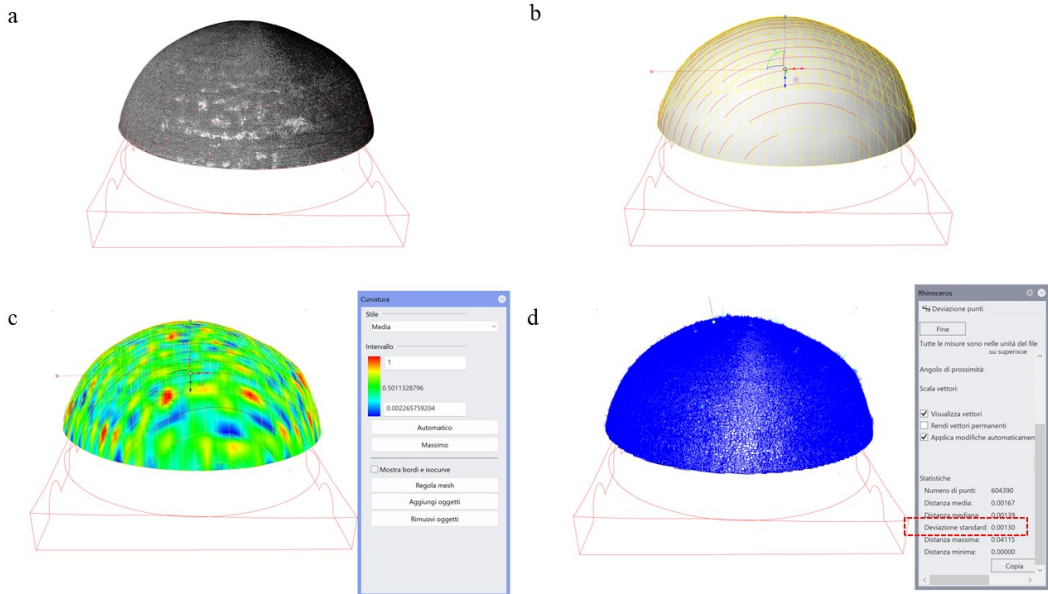 a
b
c
Curvatura
Stile
Media
Intervallo
1
0.5011328796
0.002265759204
Automatico
Massimo
Mostra bordi e isocurve
Regola mesh
Aggiungi oggetti
Rimuovi oggetti
d
Rhinoceros
Deviazione punti
Fine
Tutte le misure sono nelle unità del file
su superficie
Angolo di prossimità:
Scala vettori:
Visualizza vettori
Rendi vettori permanenti
Applica modifiche automaticamen
Statistiche
Numero di punti: 604390
Distanza media: 0.00167
Distanza mediana: 0.00139
Deviazione standard: 0.00130
Distanza massima: 0.04115
Distanza minima: 0.00000
Copia